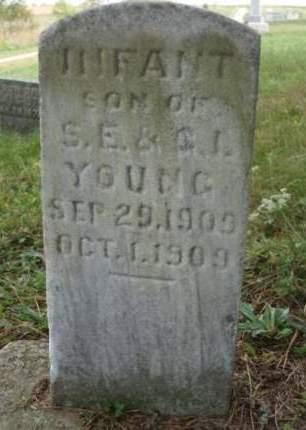 INFANT
SON OF
S. E. & O. I.
YOUNG
SEP. 29, 1909
OCT. 1, 1909